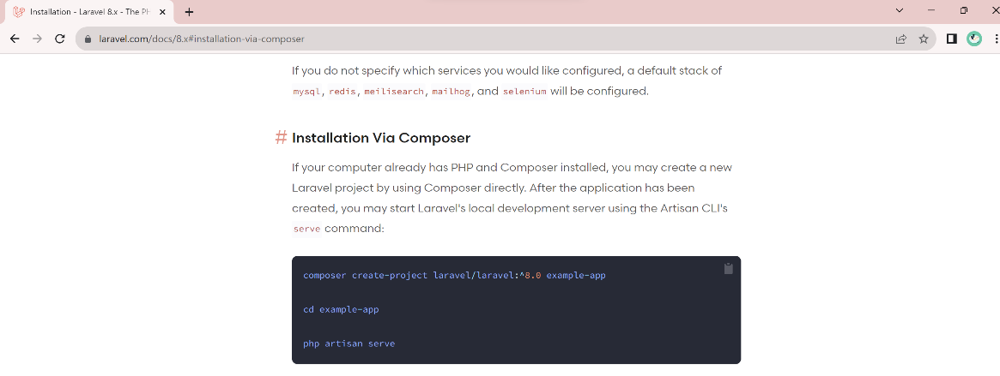 Installation - Laravel 8.x - The PH
laravel.com/docs/8.x#installation-via-composer
If you do not specify which services you would like configured, a default stack of
mysql, redis, meilisearch, mailhog, and selenium will be configured.
# Installation Via Composer
If your computer already has PHP and Composer installed, you may create a new
Laravel project by using Composer directly. After the application has been
created, you may start Laravel's local development server using the Artisan CLI's
serve command:
composer create-project laravel/laravel:^8.0 example-app
cd example-app
php artisan serve